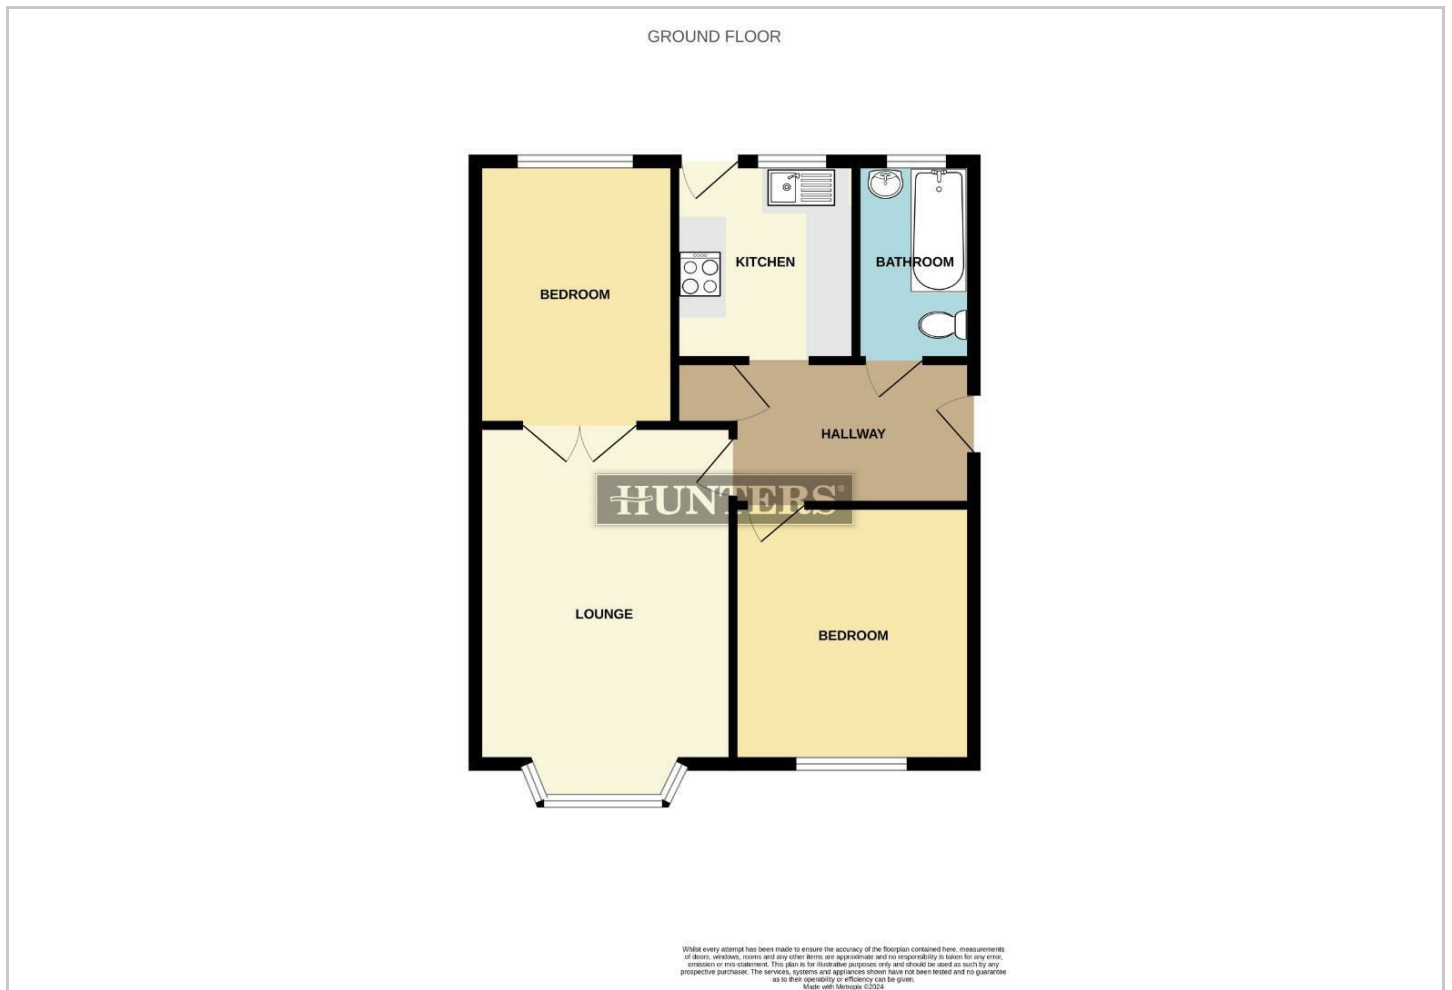 GROUND FLOOR
BEDROOM
KITCHEN
BATHROOM
HALLWAY
HUNTERS®
LOUNGE
BEDROOM
Whilst every attempt has been made to ensure the accuracy of the floorplan contained here, measurements
of doors, windows, rooms and any other items are approximate and no responsibility is taken for any error,
omission or mis-statement. This plan is for illustrative purposes only and should be used as such by any
prospective purchaser. The services, systems and appliances shown have not been tested and no guarantee
as to their operability or efficiency can be given.
Made with Metropix ©2024